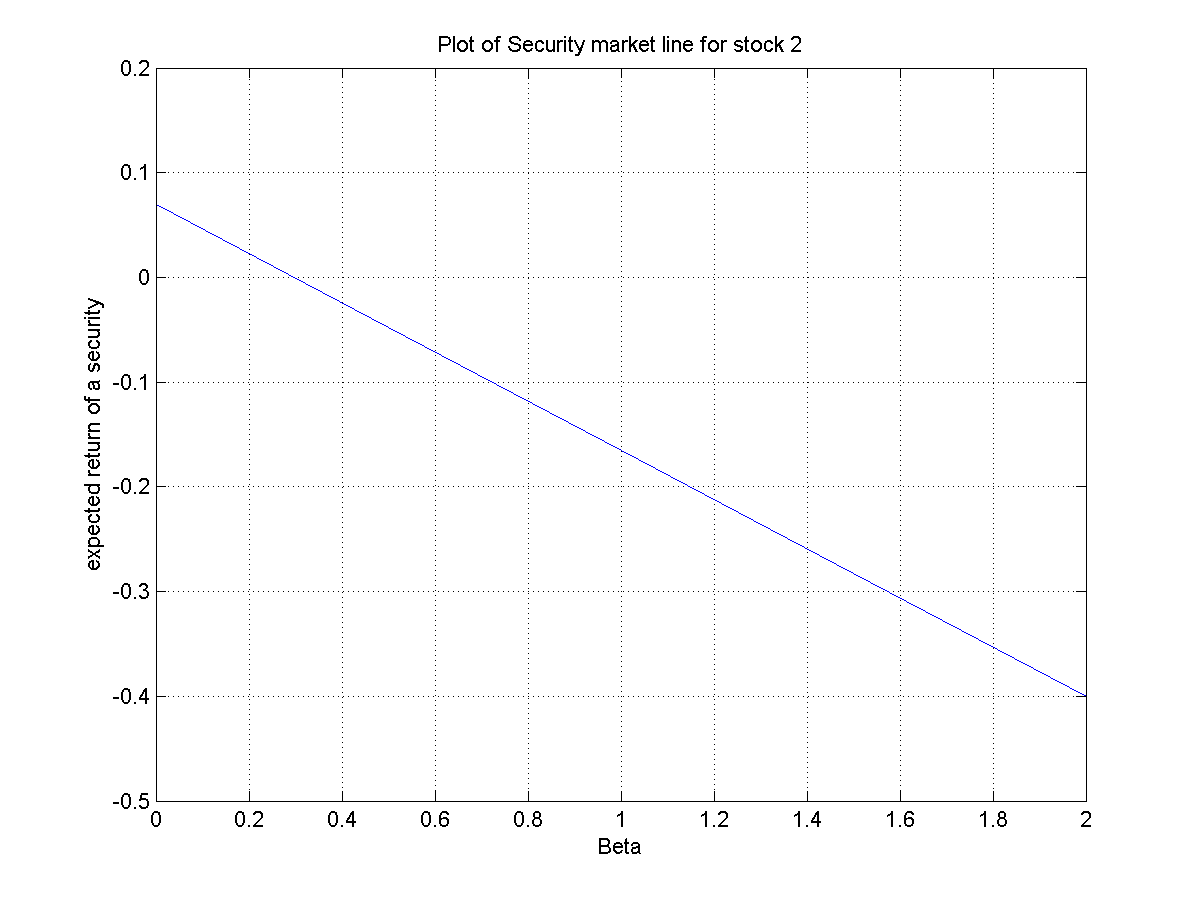 Plot of Security market line for stock 2
0.2
0.1
0
-0.1
-0.2
-0.3
-0.4
-0.5
expected return of a security
0 0.2 0.4 0.6 0.8 1 1.2 1.4 1.6 1.8 2
Beta